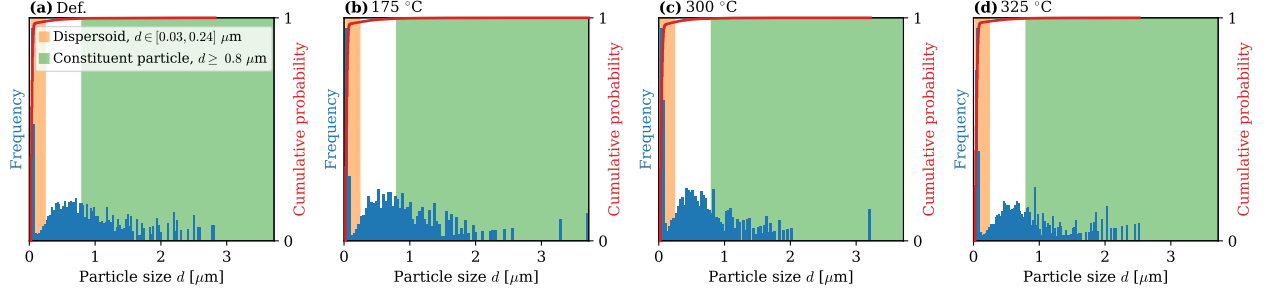 (a) Def.
Dispersoid, d ∈ [0.03, 0.24] μm
Constituent particle, d ≥ 0.8 μm
Frequency
Cumulative probability
1
0
0 1 2 3
Particle size d [μm]
(b) 175 °C
Frequency
Cumulative probability
1
0
0 1 2 3
Particle size d [μm]
(c) 300 °C
Frequency
Cumulative probability
1
0
0 1 2 3
Particle size d [μm]
(d) 325 °C
Frequency
Cumulative probability
1
0
0 1 2 3
Particle size d [μm]